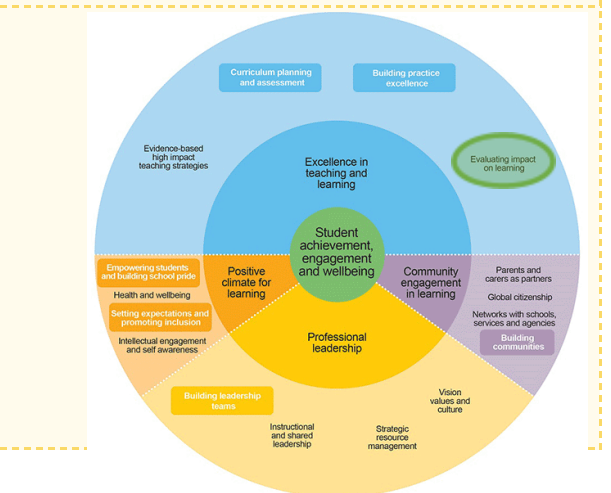 Curriculum planning
and assessment
Building practice
excellence
Evidence-based
high impact
teaching strategies
Evaluating impact
on learning
Excellence in
teaching and
learning
Student
achievement,
engagement
and wellbeing
Empowering students
and building school pride
Health and wellbeing
Setting expectations and
promoting inclusion
Intellectual engagement
and self awareness
Positive
climate for
learning
Community
engagement
in learning
Parents and
carers as partners
Global citizenship
Networks with schools,
services and agencies
Building
communities
Professional
leadership
Building leadership
teams
Instructional
and shared
leadership
Strategic
resource
management
Vision
values and
culture